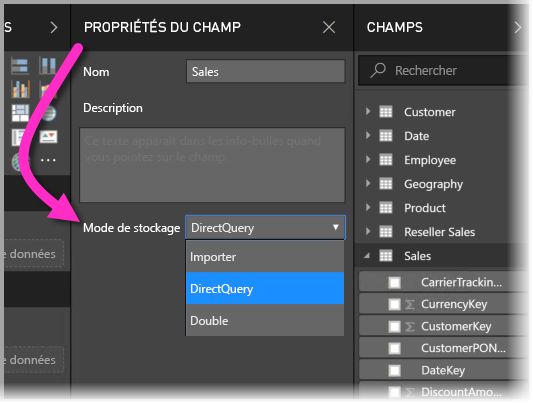 S
PROPRIÉTÉS DU CHAMP
CHAMPS
Nom
Sales
Rechercher
Description
Ce texte apparaît dans les info-bulles quand
vous pointez sur le champ.
Customer
Date
Employee
Geography
Product
Reseller Sales
Sales
Mode de stockage
DirectQuery
Importer
DirectQuery
Double
e données
e données
CarrierTrackin...
CurrencyKey
CustomerKey
CustomerPON...
DateKey
DiscountAmo...